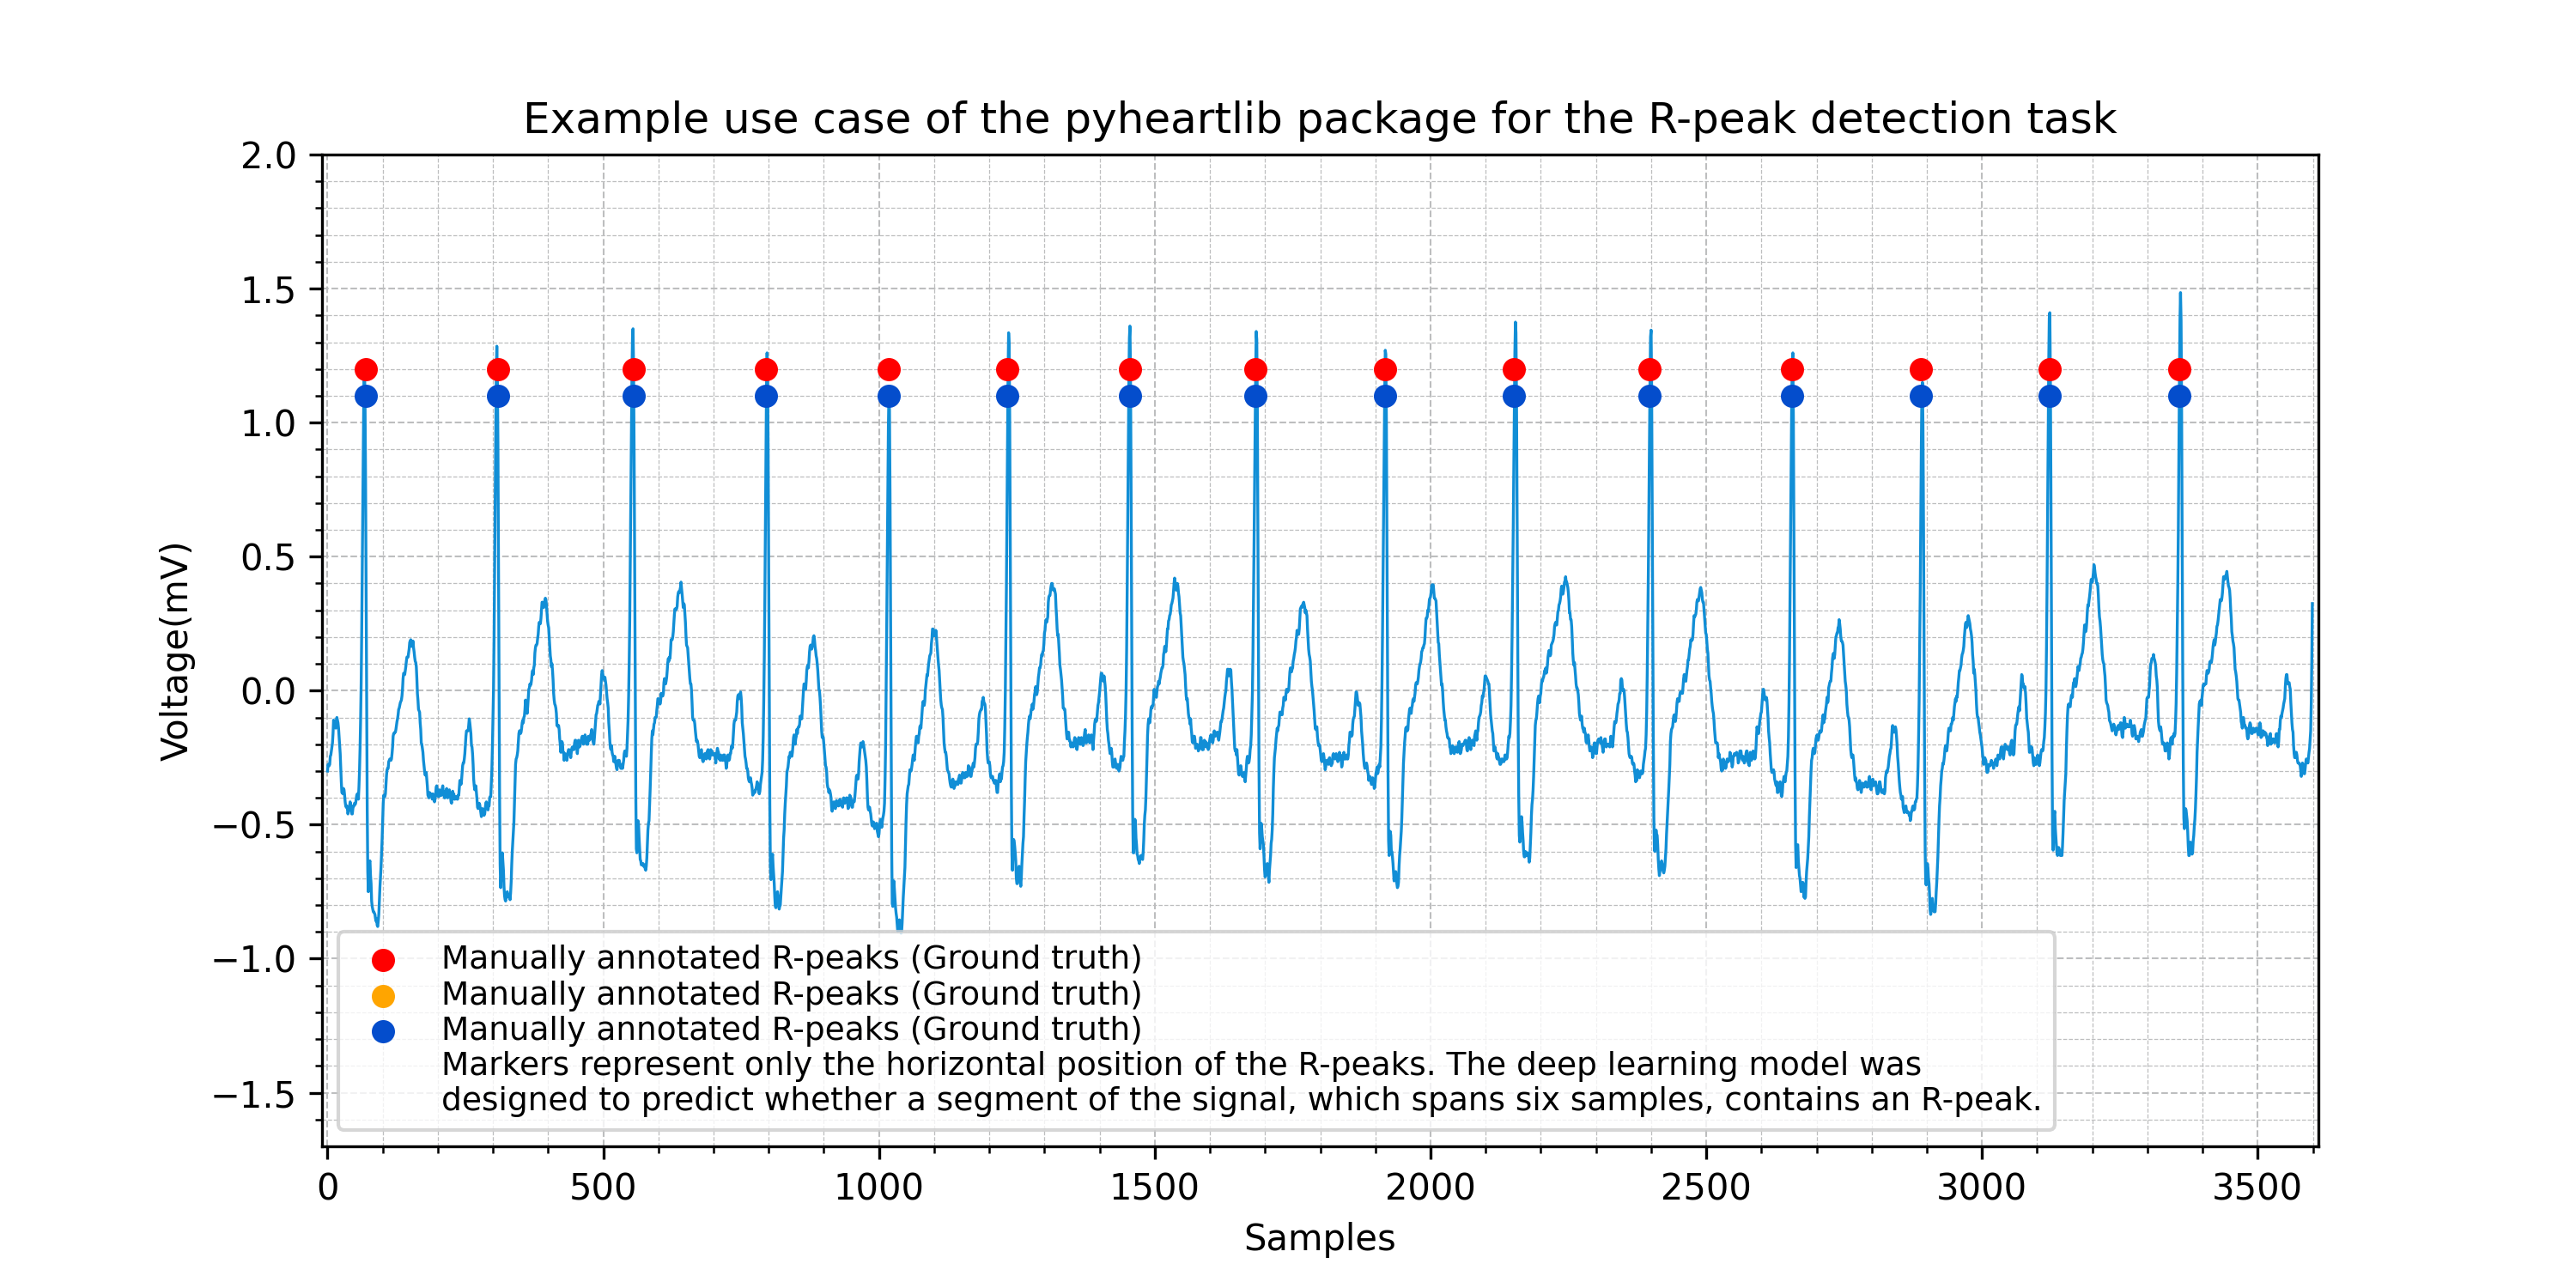 Example use case of the pyheartlib package for the R-peak detection task
2.0
1.5
1.0
0.5
0.0
−0.5
−1.0
−1.5
Voltage(mV)
Manually annotated R-peaks (Ground truth)
Manually annotated R-peaks (Ground truth)
Manually annotated R-peaks (Ground truth)
Markers represent only the horizontal position of the R-peaks. The deep learning model was
designed to predict whether a segment of the signal, which spans six samples, contains an R-peak.
0 500 1000 1500 2000 2500 3000 3500
Samples